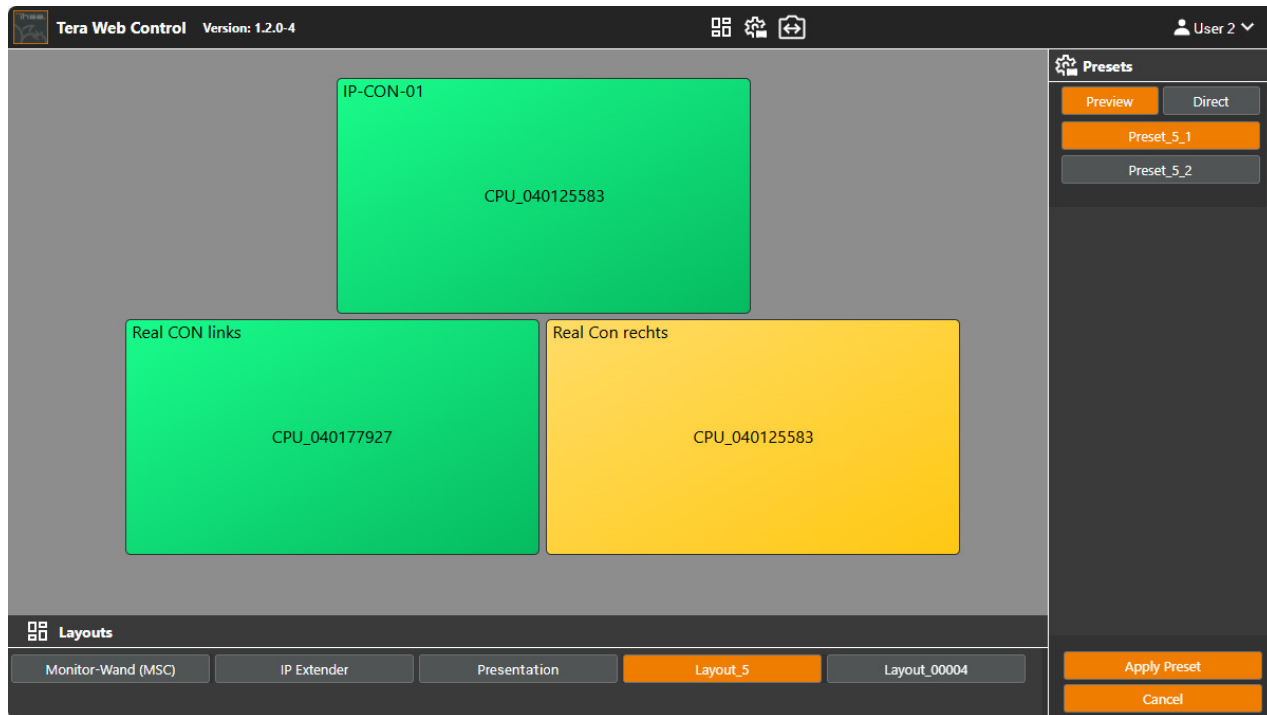 ihse.
Tera Web Control Version: 1.2.0-4
User 2
IP-CON-01
CPU_040125583
Real CON links
CPU_040177927
Real Con rechts
CPU_040125583
Presets
Preview Direct
Preset_5_1
Preset_5_2
Layouts
Monitor-Wand (MSC) IP Extender Presentation Layout_5 Layout_00004
Apply Preset
Cancel